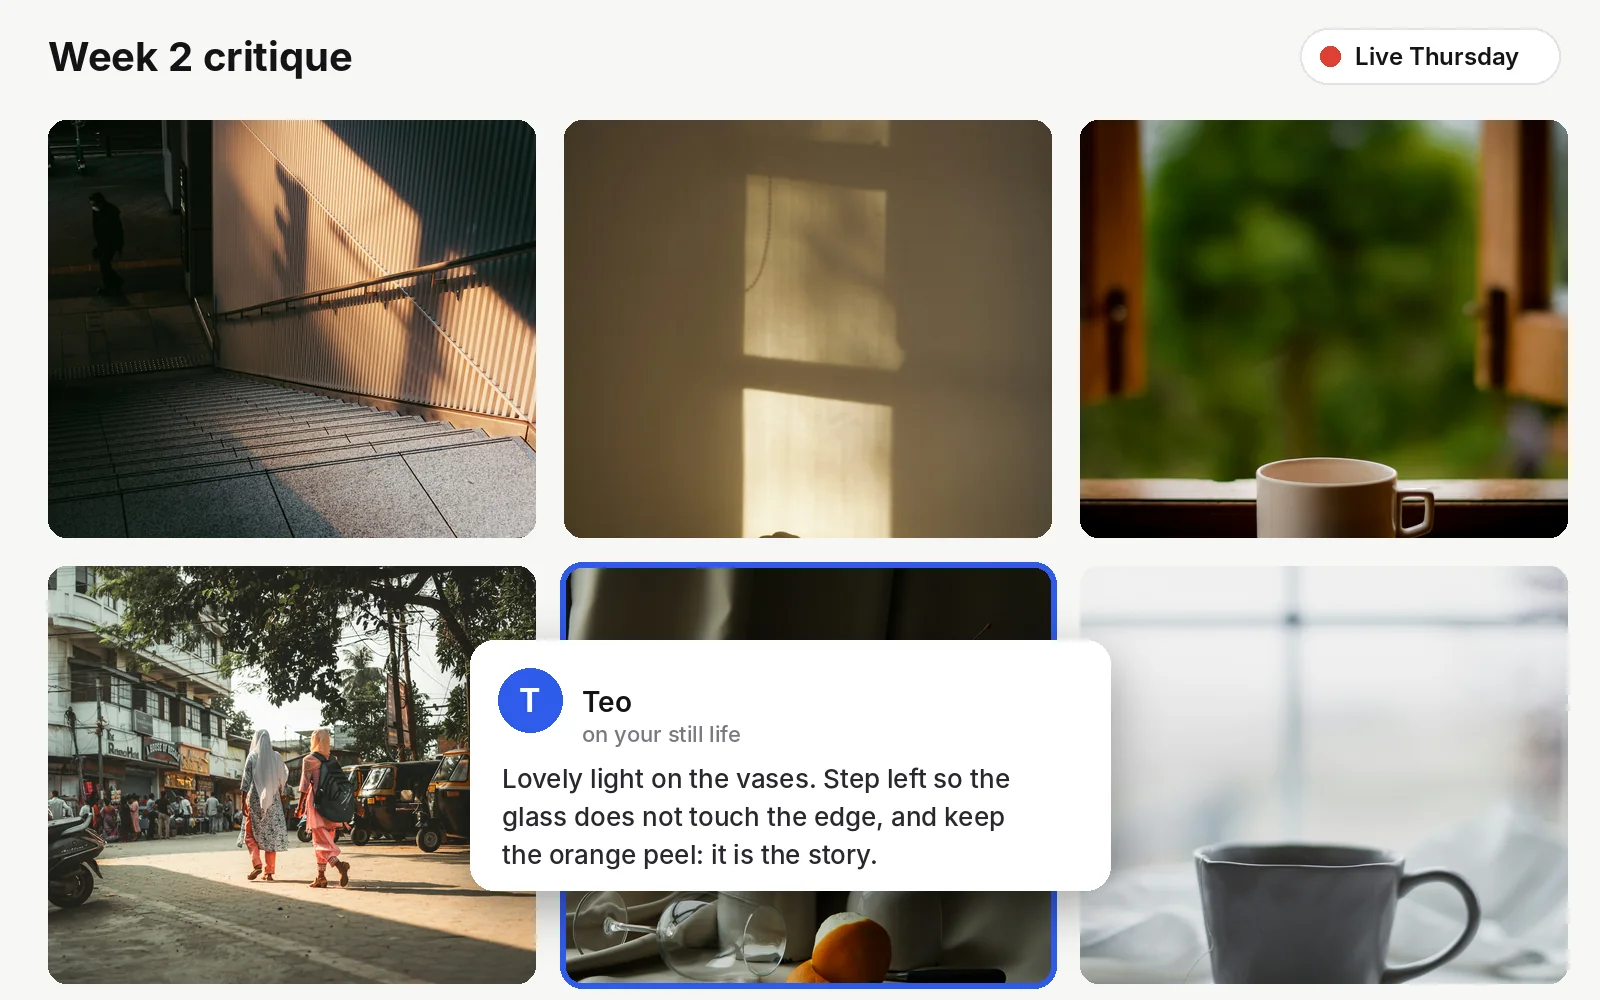 Week 2 critique
Live Thursday
T
Teo
on your still life
Lovely light on the vases. Step left so the
glass does not touch the edge, and keep
the orange peel: it is the story.